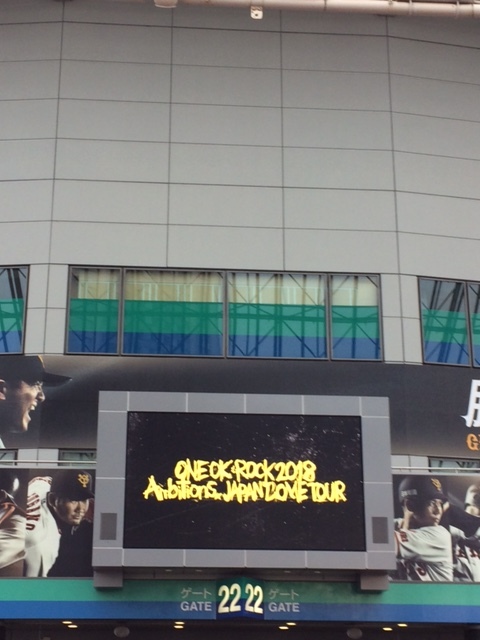 ONE OK ROCK 2018
Ambitions JAPAN DOME TOUR
ゲート
GATE
22 22
ゲート
GATE